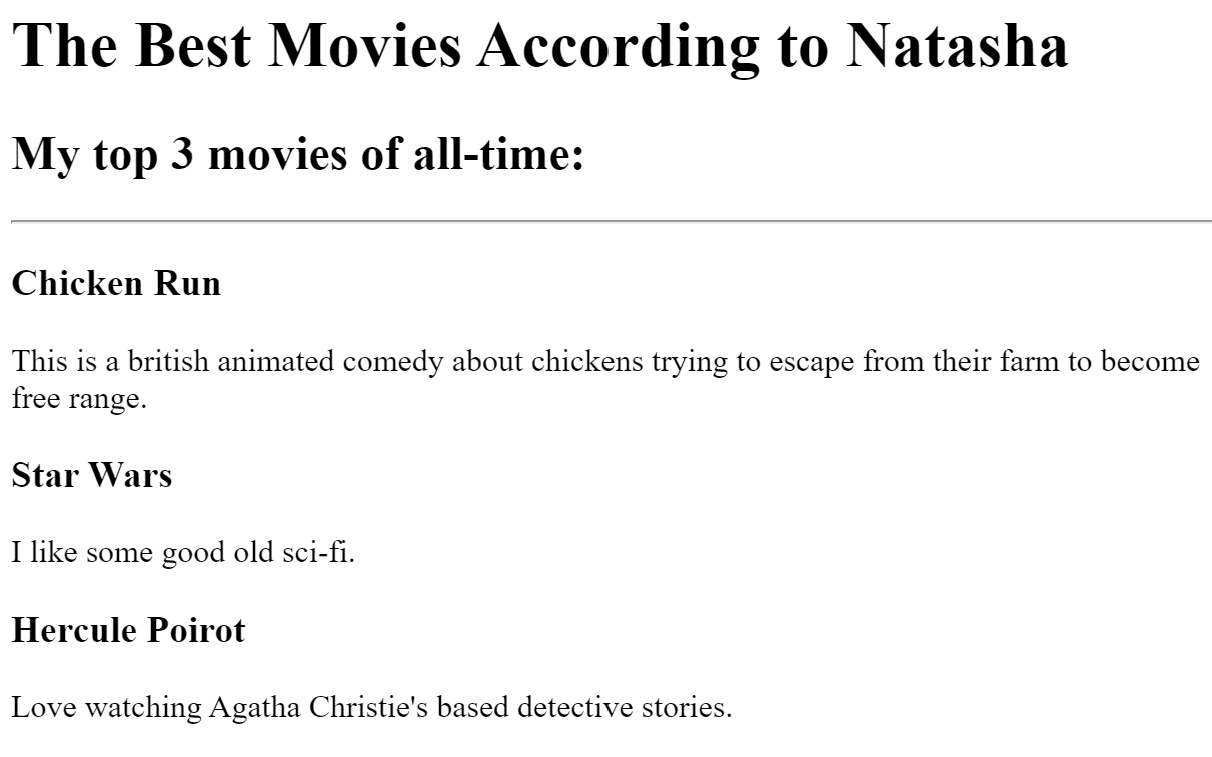 The Best Movies According to Natasha
My top 3 movies of all-time:
Chicken Run
This is a british animated comedy about chickens trying to escape from their farm to become
free range.
Star Wars
I like some good old sci-fi.
Hercule Poirot
Love watching Agatha Christie's based detective stories.